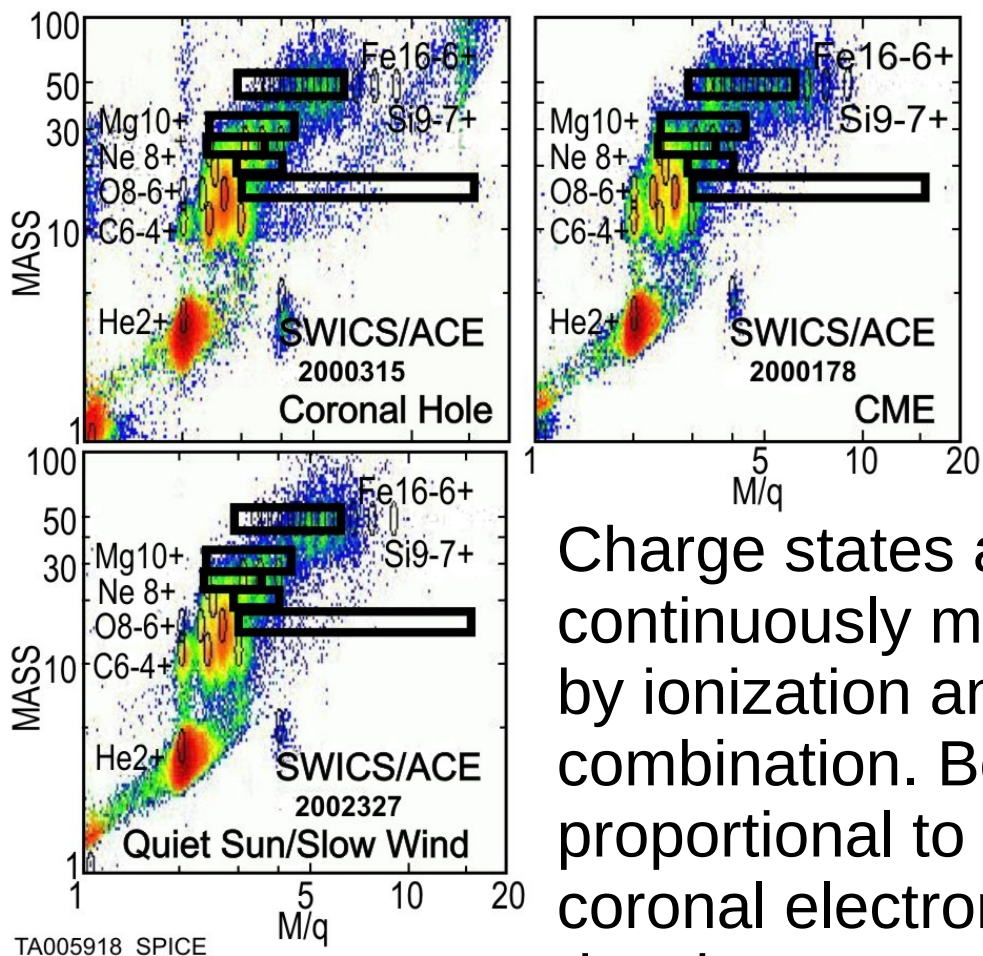 100
50
30
10
1
MASS
Fe16-6+
Mg10+
Si9-7+
Ne 8+
O8-6+
C6-4+
He2+
SWICS/ACE
2000315
Coronal Hole
Fe16-6+
Mg10+
Si9-7+
Ne 8+
O8-6+
C6-4+
He2+
SWICS/ACE
2000178
CME
1 5 10 20
M/q
100
50
30
10
1
MASS
Fe16-6+
Mg10+
Si9-7+
Ne 8+
O8-6+
C6-4+
He2+
SWICS/ACE
2002327
Quiet Sun/Slow Wind
1 5 10 20
M/q
TA005918 SPICE
Charge states
continuously
by ionization
combination.
proportional to
coronal